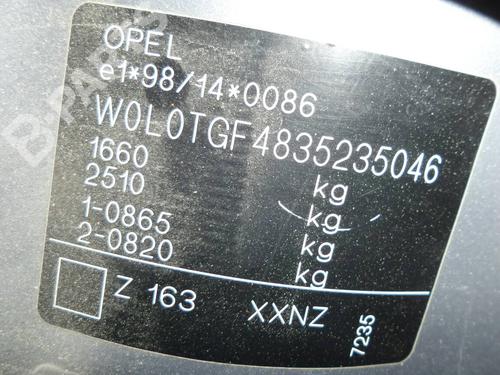 OPEL
e1*98/14*0086
W0L0TGF4835235046
1660 kg
2510 kg
1-0865 kg
2-0820 kg
Z 163 XXNZ
7235
B-PARTS